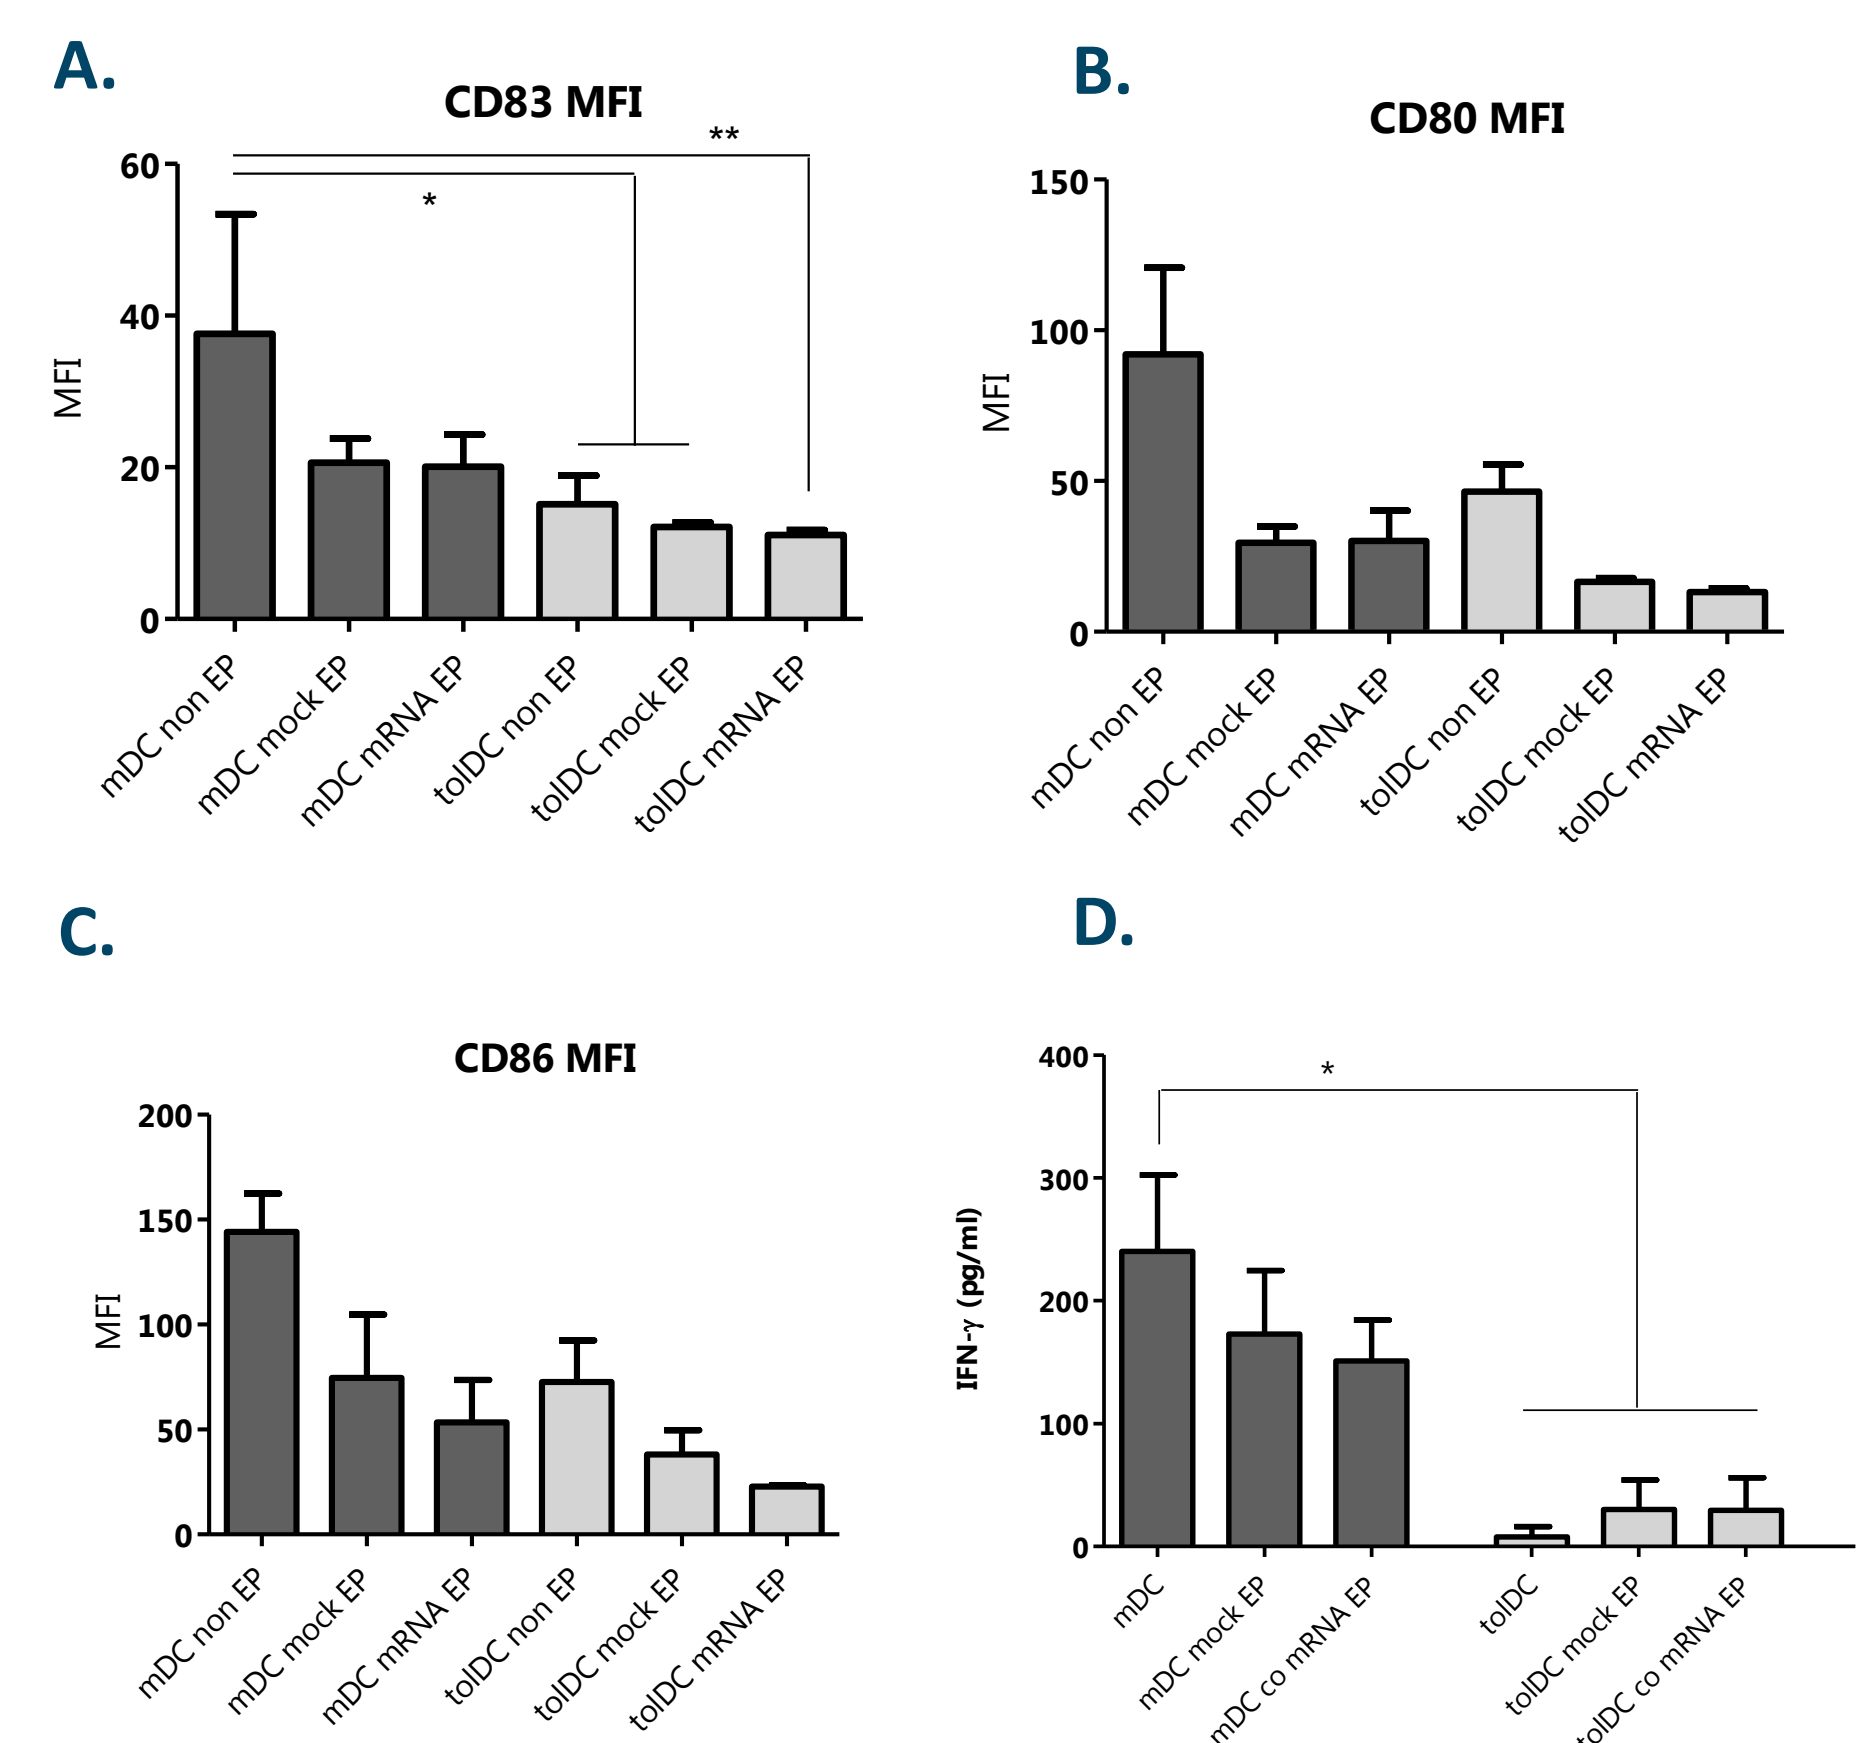 A.
CD83 MFI
**
*
MFI
60
40
20
0
mDC non EP
mDC mock EP
mDC mRNA EP
tolDC non EP
tolDC mock EP
tolDC mRNA EP
B.
CD80 MFI
MFI
150
100
50
0
mDC non EP
mDC mock EP
mDC mRNA EP
tolDC non EP
tolDC mock EP
tolDC mRNA EP
C.
CD86 MFI
MFI
200
150
100
50
0
mDC non EP
mDC mock EP
mDC mRNA EP
tolDC non EP
tolDC mock EP
tolDC mRNA EP
D.
*
IFN-γ (pg/ml)
400
300
200
100
0
mDC
mDC mock EP
mDC co mRNA EP
tolDC
tolDC mock EP
tolDC co mRNA EP